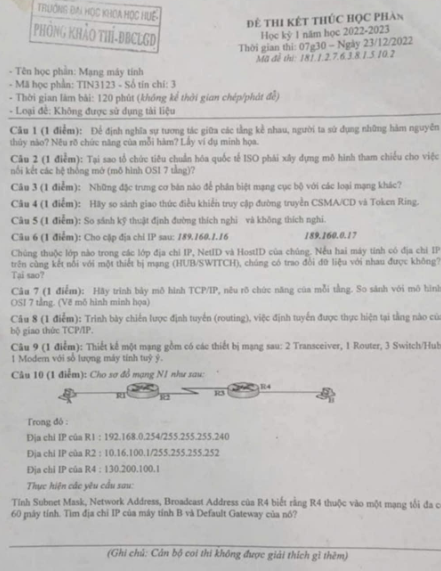 TRƯỜNG ĐẠI HỌC KHOA HỌC HUẾ
PHÒNG KHẢO THÍ-ĐBCLGD
ĐỀ THI KẾT THÚC HỌC PHẦN
Học kỳ 1 năm học 2022-2023
Thời gian thi: 07g30 – Ngày 23/12/2022
Mã đề thi: 181.1.2.7.6.3.8.1.5.10.2
- Tên học phần: Mạng máy tính
- Mã học phần: TIN3123 - Số tín chỉ: 3
- Thời gian làm bài: 120 phút (không kể thời gian chép/phát đề)
- Loại đề: Không được sử dụng tài liệu
Câu 1 (1 điểm): Để định nghĩa sự tương tác giữa các tầng kề nhau, người ta sử dụng những hàm nguyên
thủy nào? Nêu rõ chức năng của mỗi hàm? Lấy ví dụ minh họa.
Câu 2 (1 điểm): Tại sao tổ chức tiêu chuẩn hóa quốc tế ISO phải xây dựng mô hình tham chiếu cho việc
nối kết các hệ thống mở (mô hình OSI 7 tầng)?
Câu 3 (1 điểm): Những đặc trưng cơ bản nào để phân biệt mạng cục bộ với các loại mạng khác?
Câu 4 (1 điểm): Hãy so sánh giao thức điều khiển truy cập đường truyền CSMA/CD và Token Ring.
Câu 5 (1 điểm): So sánh kỹ thuật định đường thích nghi và không thích nghi.
Câu 6 (1 điểm): Cho cặp địa chỉ IP sau: 189.160.1.16 189.160.0.17
Chúng thuộc lớp nào trong các lớp địa chỉ IP, NetID và HostID của chúng. Nếu hai máy tính có địa chỉ IP
trên cùng kết nối với một thiết bị mạng (HUB/SWITCH), chúng có trao đổi dữ liệu với nhau được không?
Tại sao?
Câu 7 (1 điểm): Hãy trình bày mô hình TCP/IP, nêu rõ chức năng của mỗi tầng. So sánh với mô hình
OSI 7 tầng. (Vẽ mô hình minh họa)
Câu 8 (1 điểm): Trình bày chiến lược định tuyến (routing), việc định tuyến được thực hiện tại tầng nào của
bộ giao thức TCP/IP.
Câu 9 (1 điểm): Thiết kế một mạng gồm có các thiết bị mạng sau: 2 Transceiver, 1 Router, 3 Switch/Hub
1 Modem với số lượng máy tính tuỳ ý.
Câu 10 (1 điểm): Cho sơ đồ mạng N1 như sau:
R1 R2 R3 R4
B
Trong đó :
Địa chỉ IP của R1 : 192.168.0.254/255.255.255.240
Địa chỉ IP của R2 : 10.16.100.1/255.255.255.252
Địa chỉ IP của R4 : 130.200.100.1
Thực hiện các yêu cầu sau:
Tính Subnet Mask, Network Address, Broadcast Address của R4 biết rằng R4 thuộc vào một mạng tối đa c
60 máy tính. Tìm địa chỉ IP của máy tính B và Default Gateway của nó?
(Ghi chú: Cán bộ coi thi không được giải thích gì thêm)